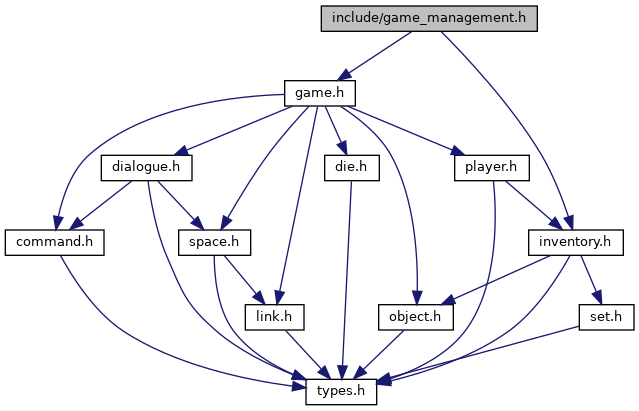 include/game_management.h
game.h
dialogue.h
die.h
player.h
command.h
space.h
inventory.h
link.h
object.h
set.h
types.h